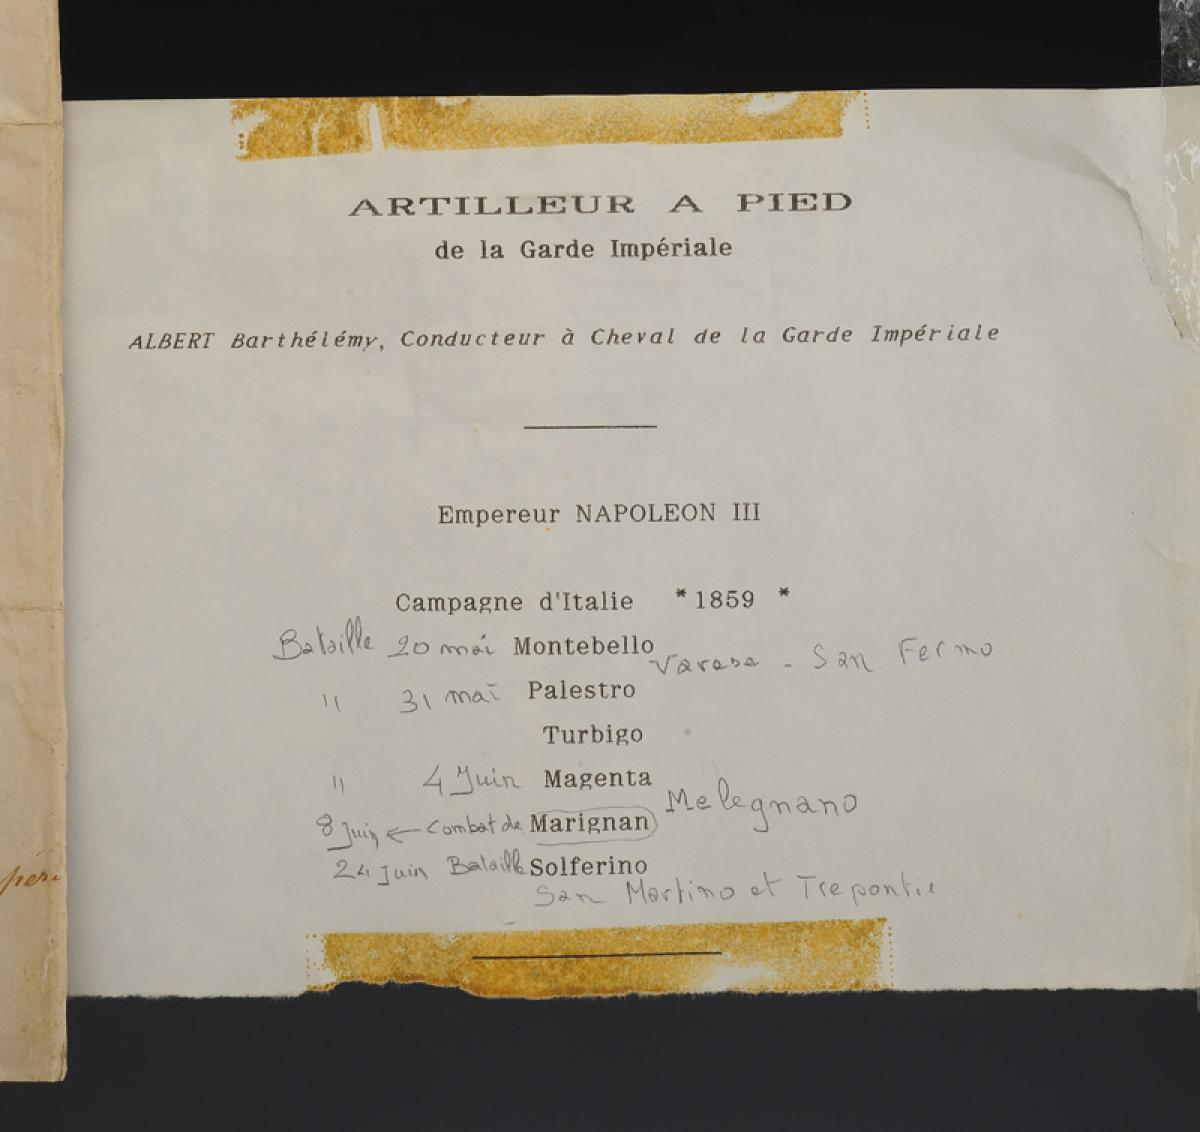 ARTILLEUR A PIED
de la Garde Impériale
ALBERT Barthélémy, Conducteur à Cheval de la Garde Impériale
Empereur NAPOLEON III
Campagne d'Italie * 1859 *
Bataille 20 mai Montebello Varese - San Fermo
" 31 mai Palestro
Turbigo
" 4 Juin Magenta
8 Juin ← Combat de Marignan Melegnano
24 Juin Bataille Solferino
San Martino et Treponti